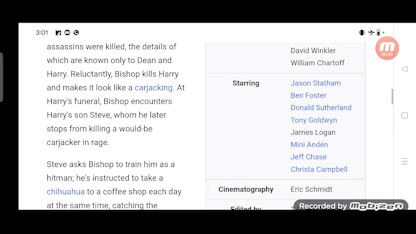 3:01
assassins were killed, the details of
which are known only to Dean and
Harry. Reluctantly, Bishop kills Harry
and makes it look like a carjacking. At
Harry's funeral, Bishop encounters
Harry's son Steve, whom he later
stops from killing a would-be
carjacker in rage.
Steve asks Bishop to train him as a
hitman; he's instructed to take a
chihuahua to a coffee shop each day
at the same time, catching the
David Winkler
William Chartoff
Starring
Jason Statham
Ben Foster
Donald Sutherland
Tony Goldwyn
James Logan
Mini Andén
Jeff Chase
Christa Campbell
Cinematography
Eric Schmidt
Edited by
Recorded by Mobizen